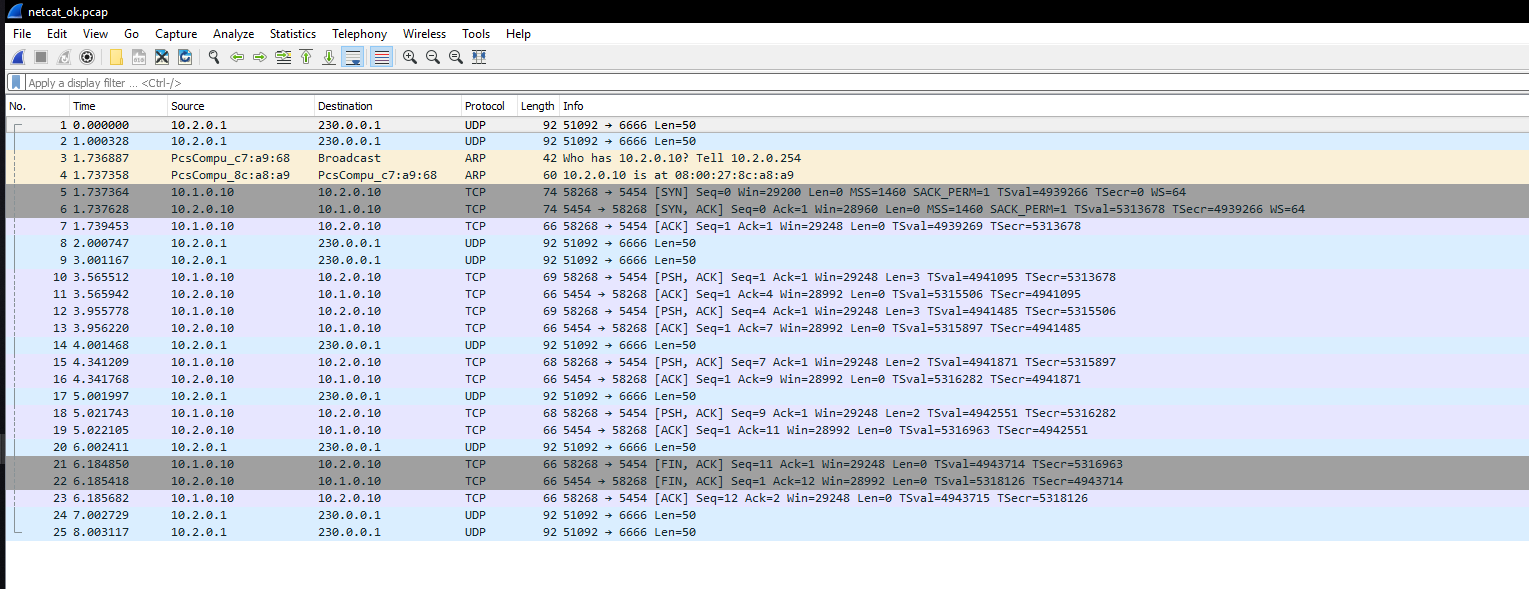 netcat_ok.pcap
File Edit View Go Capture Analyze Statistics Telephony Wireless Tools Help
Apply a display filter ... <Ctrl-/>
No. Time Source Destination Protocol Length Info
1 0.000000 10.2.0.1 230.0.0.1 UDP 92 51092 → 6666 Len=50
2 1.000328 10.2.0.1 230.0.0.1 UDP 92 51092 → 6666 Len=50
3 1.736887 PcsCompu_c7:a9:68 Broadcast ARP 42 Who has 10.2.0.10? Tell 10.2.0.254
4 1.737358 PcsCompu_8c:a8:a9 PcsCompu_c7:a9:68 ARP 60 10.2.0.10 is at 08:00:27:8c:a8:a9
5 1.737364 10.1.0.10 10.2.0.10 TCP 74 58268 → 5454 [SYN] Seq=0 Win=29200 Len=0 MSS=1460 SACK_PERM=1 TSval=4939266 TSecr=0 WS=64
6 1.737628 10.2.0.10 10.1.0.10 TCP 74 5454 → 58268 [SYN, ACK] Seq=0 Ack=1 Win=28960 Len=0 MSS=1460 SACK_PERM=1 TSval=5313678 TSecr=4939266 WS=64
7 1.739453 10.1.0.10 10.2.0.10 TCP 66 58268 → 5454 [ACK] Seq=1 Ack=1 Win=29248 Len=0 TSval=4939269 TSecr=5313678
8 2.000747 10.2.0.1 230.0.0.1 UDP 92 51092 → 6666 Len=50
9 3.001167 10.2.0.1 230.0.0.1 UDP 92 51092 → 6666 Len=50
10 3.565512 10.1.0.10 10.2.0.10 TCP 69 58268 → 5454 [PSH, ACK] Seq=1 Ack=1 Win=29248 Len=3 TSval=4941095 TSecr=5313678
11 3.565942 10.2.0.10 10.1.0.10 TCP 66 5454 → 58268 [ACK] Seq=1 Ack=4 Win=28992 Len=0 TSval=5315506 TSecr=4941095
12 3.955778 10.1.0.10 10.2.0.10 TCP 69 58268 → 5454 [PSH, ACK] Seq=4 Ack=1 Win=29248 Len=3 TSval=4941485 TSecr=5315506
13 3.956220 10.2.0.10 10.1.0.10 TCP 66 5454 → 58268 [ACK] Seq=1 Ack=7 Win=28992 Len=0 TSval=5315897 TSecr=4941485
14 4.001468 10.2.0.1 230.0.0.1 UDP 92 51092 → 6666 Len=50
15 4.341209 10.1.0.10 10.2.0.10 TCP 68 58268 → 5454 [PSH, ACK] Seq=7 Ack=1 Win=29248 Len=2 TSval=4941871 TSecr=5315897
16 4.341768 10.2.0.10 10.1.0.10 TCP 66 5454 → 58268 [ACK] Seq=1 Ack=9 Win=28992 Len=0 TSval=5316282 TSecr=4941871
17 5.001997 10.2.0.1 230.0.0.1 UDP 92 51092 → 6666 Len=50
18 5.021743 10.1.0.10 10.2.0.10 TCP 68 58268 → 5454 [PSH, ACK] Seq=9 Ack=1 Win=29248 Len=2 TSval=4942551 TSecr=5316282
19 5.022105 10.2.0.10 10.1.0.10 TCP 66 5454 → 58268 [ACK] Seq=1 Ack=11 Win=28992 Len=0 TSval=5316963 TSecr=4942551
20 6.002411 10.2.0.1 230.0.0.1 UDP 92 51092 → 6666 Len=50
21 6.184850 10.1.0.10 10.2.0.10 TCP 66 58268 → 5454 [FIN, ACK] Seq=11 Ack=1 Win=29248 Len=0 TSval=4943714 TSecr=5316963
22 6.185418 10.2.0.10 10.1.0.10 TCP 66 5454 → 58268 [FIN, ACK] Seq=1 Ack=12 Win=28992 Len=0 TSval=5318126 TSecr=4943714
23 6.185682 10.1.0.10 10.2.0.10 TCP 66 58268 → 5454 [ACK] Seq=12 Ack=2 Win=29248 Len=0 TSval=4943715 TSecr=5318126
24 7.002729 10.2.0.1 230.0.0.1 UDP 92 51092 → 6666 Len=50
25 8.003117 10.2.0.1 230.0.0.1 UDP 92 51092 → 6666 Len=50